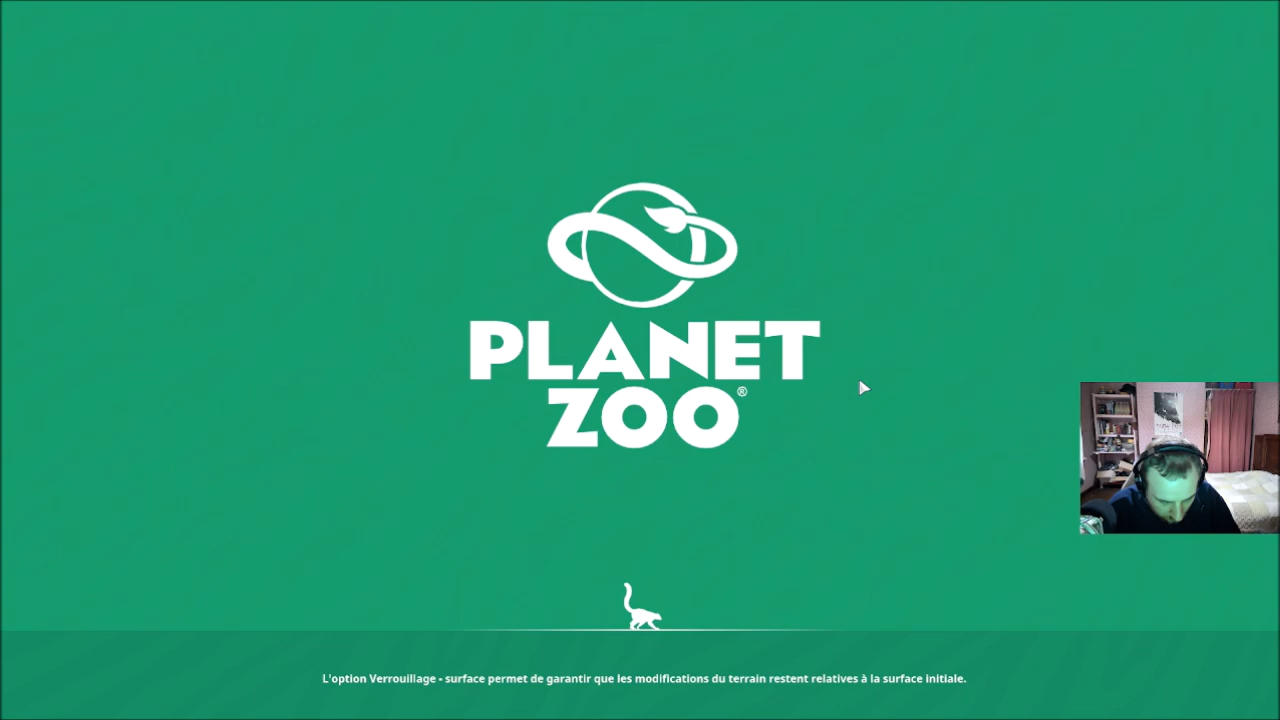 PLANET
ZOO®
L'option Verrouillage - surface permet de garantir que les modifications du terrain restent relatives à la surface initiale.